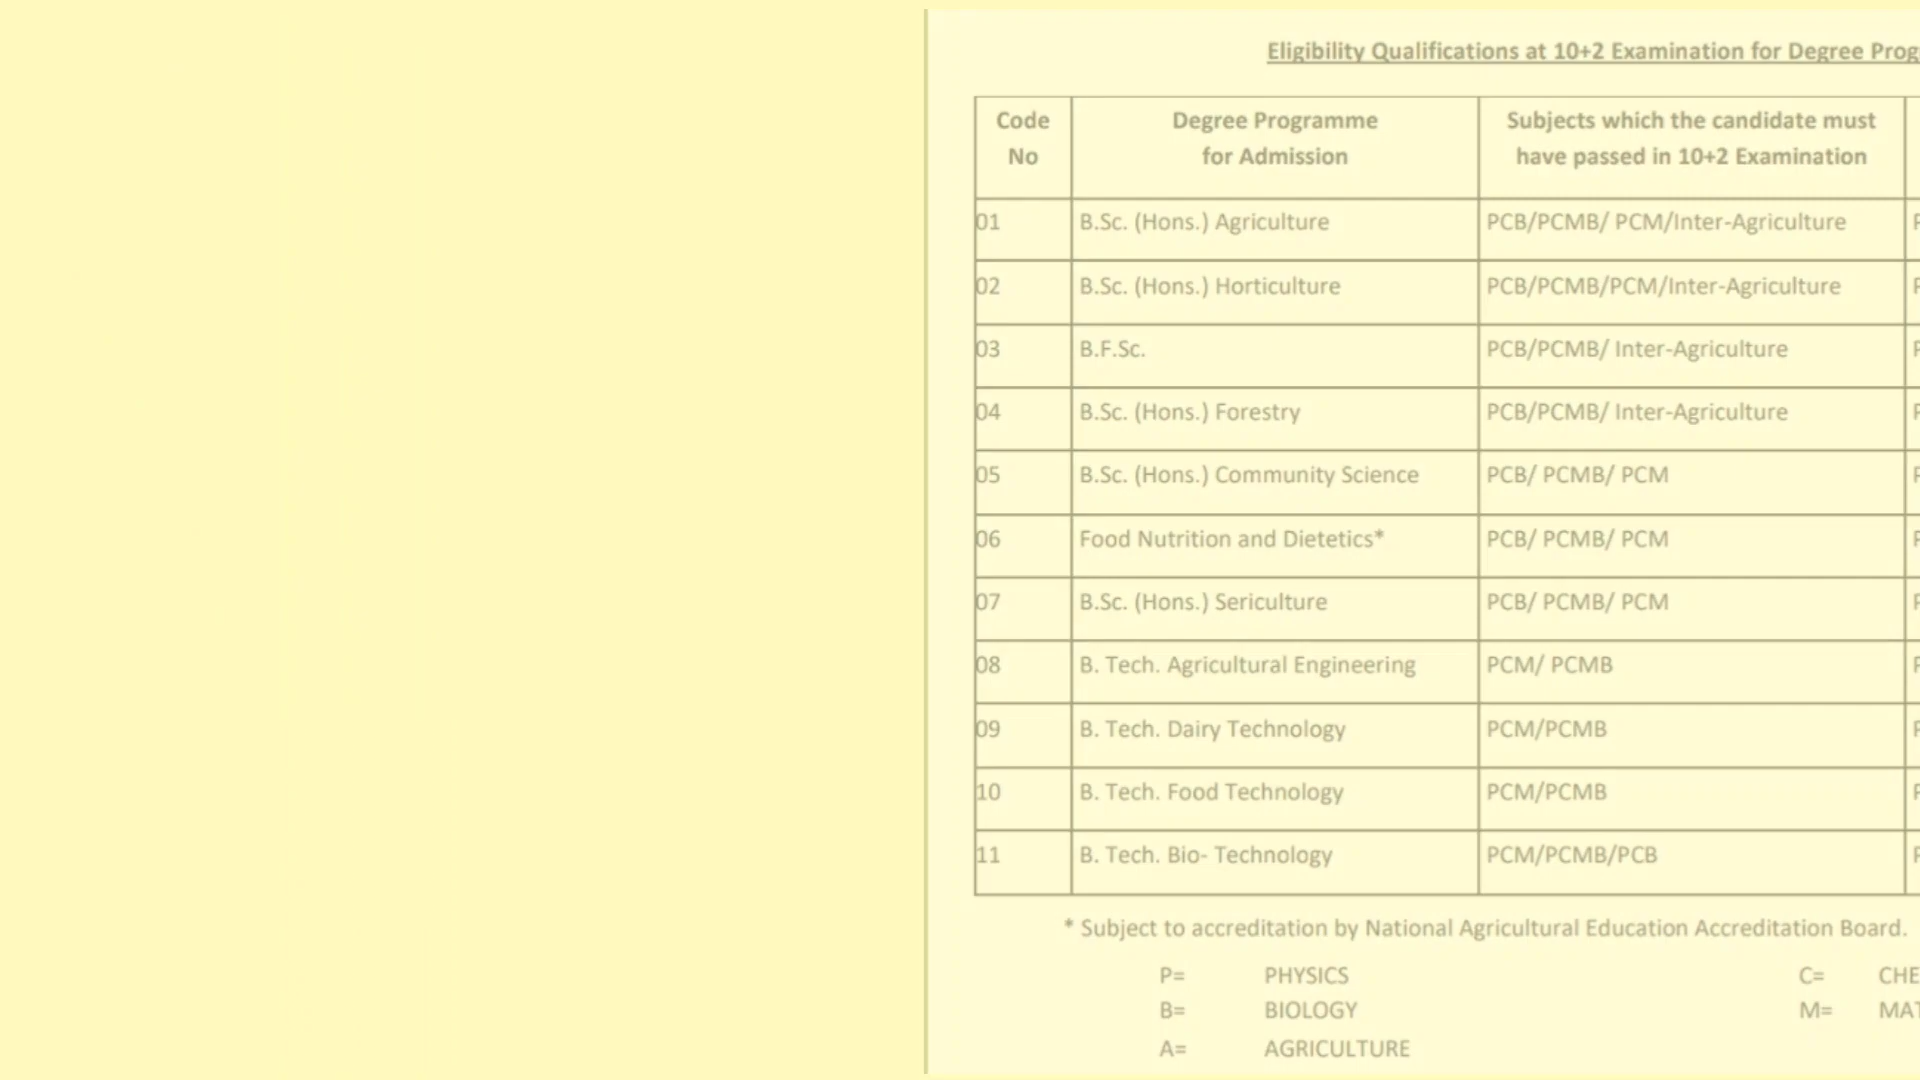 Eligibility Qualifications at 10+2 Examination for Degree Prog
Code No Degree Programme for Admission Subjects which the candidate must have passed in 10+2 Examination
01 B.Sc. (Hons.) Agriculture PCB/PCMB/ PCM/Inter-Agriculture
02 B.Sc. (Hons.) Horticulture PCB/PCMB/PCM/Inter-Agriculture
03 B.F.Sc. PCB/PCMB/ Inter-Agriculture
04 B.Sc. (Hons.) Forestry PCB/PCMB/ Inter-Agriculture
05 B.Sc. (Hons.) Community Science PCB/ PCMB/ PCM
06 Food Nutrition and Dietetics* PCB/ PCMB/ PCM
07 B.Sc. (Hons.) Sericulture PCB/ PCMB/ PCM
08 B. Tech. Agricultural Engineering PCM/ PCMB
09 B. Tech. Dairy Technology PCM/PCMB
10 B. Tech. Food Technology PCM/PCMB
11 B. Tech. Bio- Technology PCM/PCMB/PCB
* Subject to accreditation by National Agricultural Education Accreditation Board.
P= PHYSICS C= CHE
B= BIOLOGY M= MAT
A= AGRICULTURE